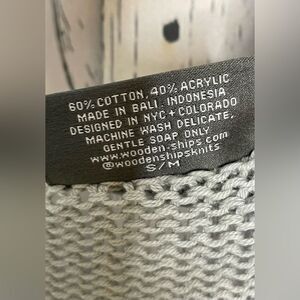 60% COTTON, 40% ACRYLIC
MADE IN BALI, INDONESIA
DESIGNED IN NYC + COLORADO
MACHINE WASH DELICATE,
GENTLE SOAP ONLY
www.wooden-ships.com
@woodenshipsknits
S/M